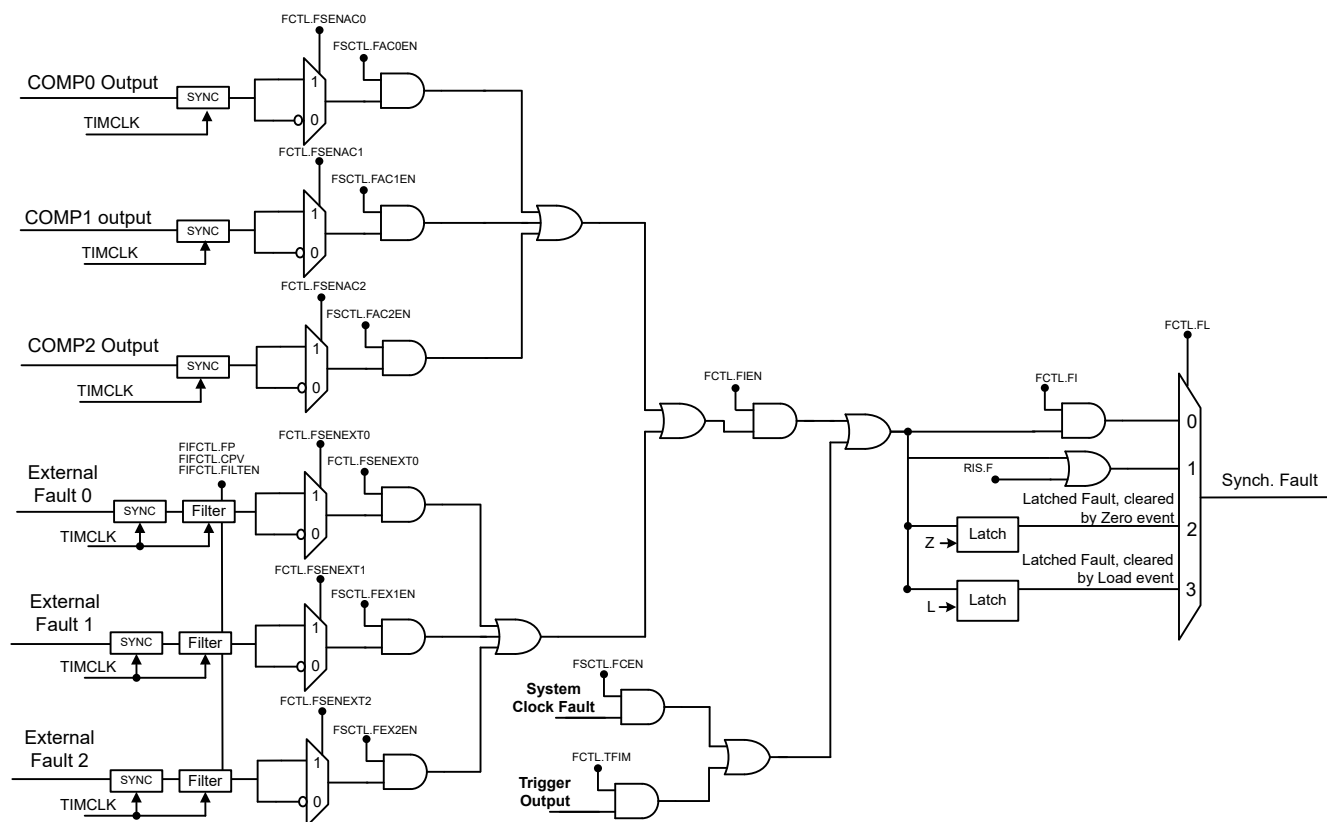 FCTL.FSENAC0
FSCTL.FAC0EN
COMP0 Output
SYNC
1
0
TIMCLK
FCTL.FSENAC1
FSCTL.FAC1EN
COMP1 output
SYNC
1
0
TIMCLK
FCTL.FSENAC2
FSCTL.FAC2EN
COMP2 Output
SYNC
1
0
TIMCLK
FCTL.FIEN
FCTL.FI
FCTL.FL
0
1
2
3
RIS.F
Synch. Fault
Latched Fault, cleared
by Zero event
Z
Latch
Latched Fault, cleared
by Load event
L
Latch
FIFCTL.FP
FIFCTL.CPV
FIFCTL.FILTEN
FCTL.FSENEXT0
FCTL.FSENEXT0
External
Fault 0
SYNC
Filter
1
0
TIMCLK
FCTL.FSENEXT1
FSCTL.FEX1EN
External
Fault 1
SYNC
Filter
1
0
TIMCLK
FCTL.FSENEXT2
FSCTL.FEX2EN
External
Fault 2
SYNC
Filter
1
0
TIMCLK
FSCTL.FCEN
System
Clock Fault
FCTL.TFIM
Trigger
Output